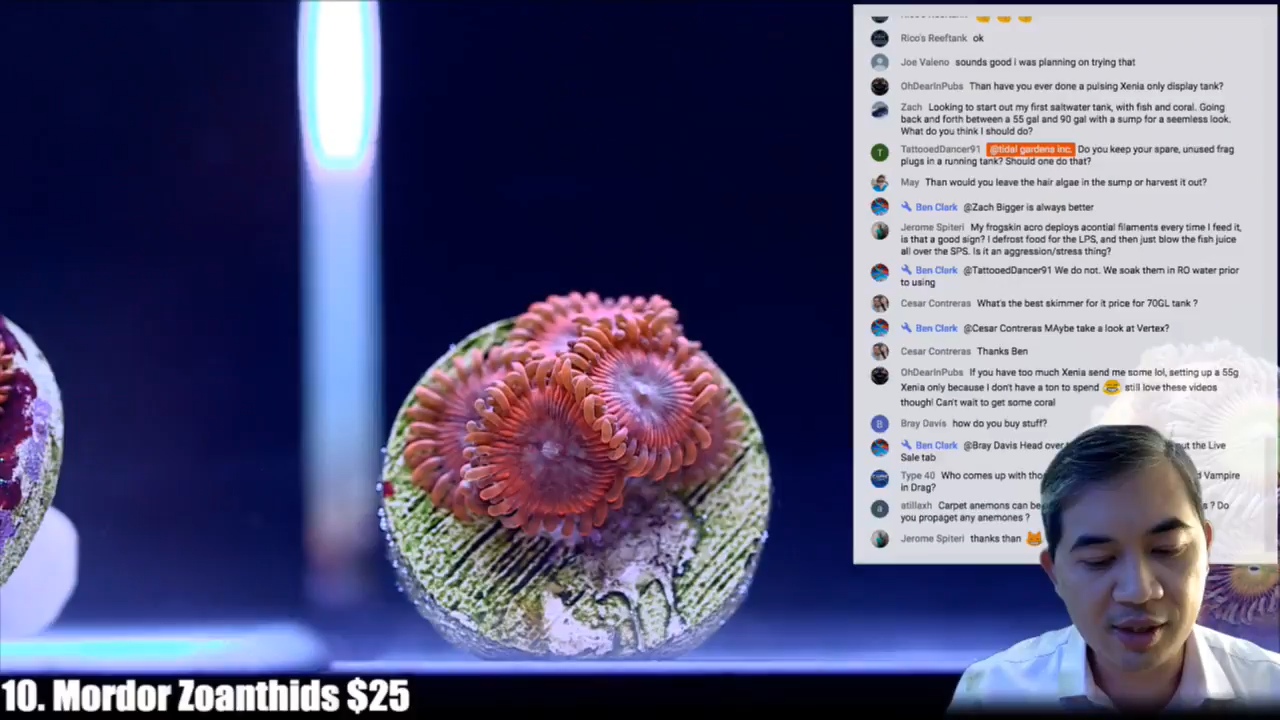 Rico's Reeftank ok
Joe Valeno sounds good i was planning on trying that
OhDearInPubs Than have you ever done a pulsing Xenia only display tank?
Zach Looking to start out my first saltwater tank, with fish and coral. Going
back and forth between a 55 gal and 90 gal with a sump for a seemless look.
What do you think I should do?
TattooedDancer91 @tidal gardens inc. Do you keep your spare, unused frag
plugs in a running tank? Should one do that?
May Than would you leave the hair algae in the sump or harvest it out?
Ben Clark @Zach Bigger is always better
Jerome Spiteri My frogskin acro deploys acontial filaments every time I feed it,
is that a good sign? I defrost food for the LPS, and then just blow the fish juice
all over the SPS. Is it an aggression/stress thing?
Ben Clark @TattooedDancer91 We do not. We soak them in RO water prior
to using
Cesar Contreras What's the best skimmer for it price for 70GL tank ?
Ben Clark @Cesar Contreras MAybe take a look at Vertex?
Cesar Contreras Thanks Ben
OhDearInPubs If you have too much Xenia send me some lol, setting up a 55g
Xenia only because I don't have a ton to spend 😂 still love these videos
though! Can't wait to get some coral
Bray Davis how do you buy stuff?
Ben Clark @Bray Davis Head over the Live
Sale tab
Type 40 Who comes up with Vampire
in Drag?
atillaxh Carpet anemons can be ? Do
you propaget any anemones ?
Jerome Spiteri thanks than
10. Mordor Zoanthids $25